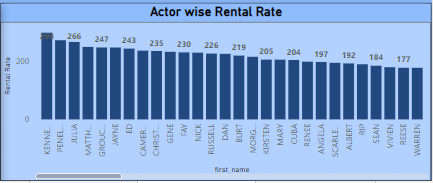 Actor wise Rental Rate
266
247
243
235
230
226
219
205
204
197
192
184
177
200
0
Rental Rate
KENNE...
PENEL...
JULIA
MATTH...
GROUC...
JAYNE
ED
CAMER...
CHRIST...
GENE
FAY
NICK
RUSSELL
DAN
BURT
MORG...
KIRSTEN
MARY
CUBA
RENEE
ANGELA
SCARLE...
ALBERT
RIP
SEAN
VIVIEN
REESE
WARREN
first_name